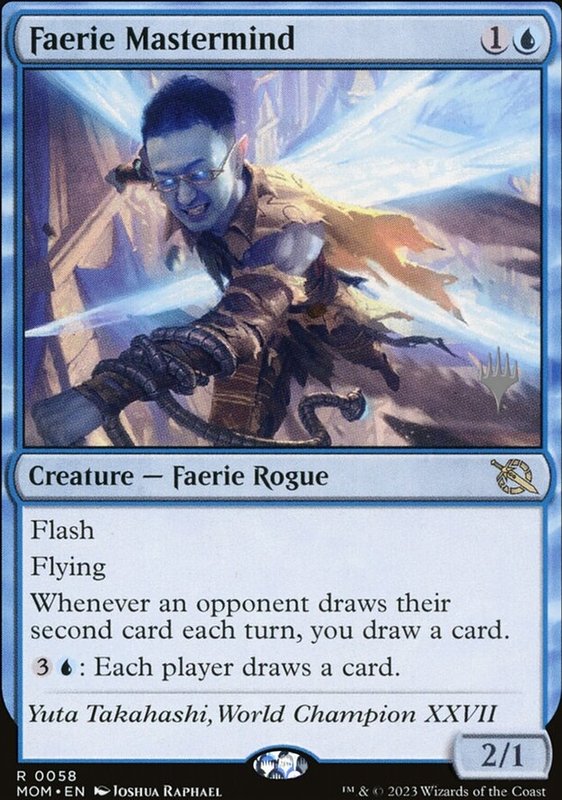 Faerie Mastermind 1
Creature — Faerie Rogue
Flash
Flying
Whenever an opponent draws their
second card each turn, you draw a card.
3 : Each player draws a card.
Yuta Takahashi, World Champion XXVII
2/1
R 0058
MOM • EN Joshua Raphael
™ & © 2023 Wizards of the Coast